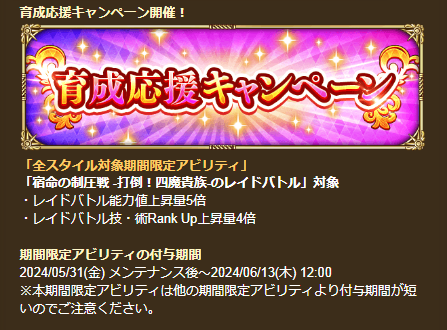 育成応援キャンペーン開催！
育成応援キャンペーン
「全スタイル対象期間限定アビリティ」
「宿命の制圧戦 -打倒！四魔貴族-のレイドバトル」対象
・レイドバトル能力値上昇量5倍
・レイドバトル技・術Rank Up上昇量4倍
期間限定アビリティの付与期間
2024/05/31(金) メンテナンス後～2024/06/13(木) 12:00
※本期間限定アビリティは他の期間限定アビリティより付与期間が短
いのでご注意ください。